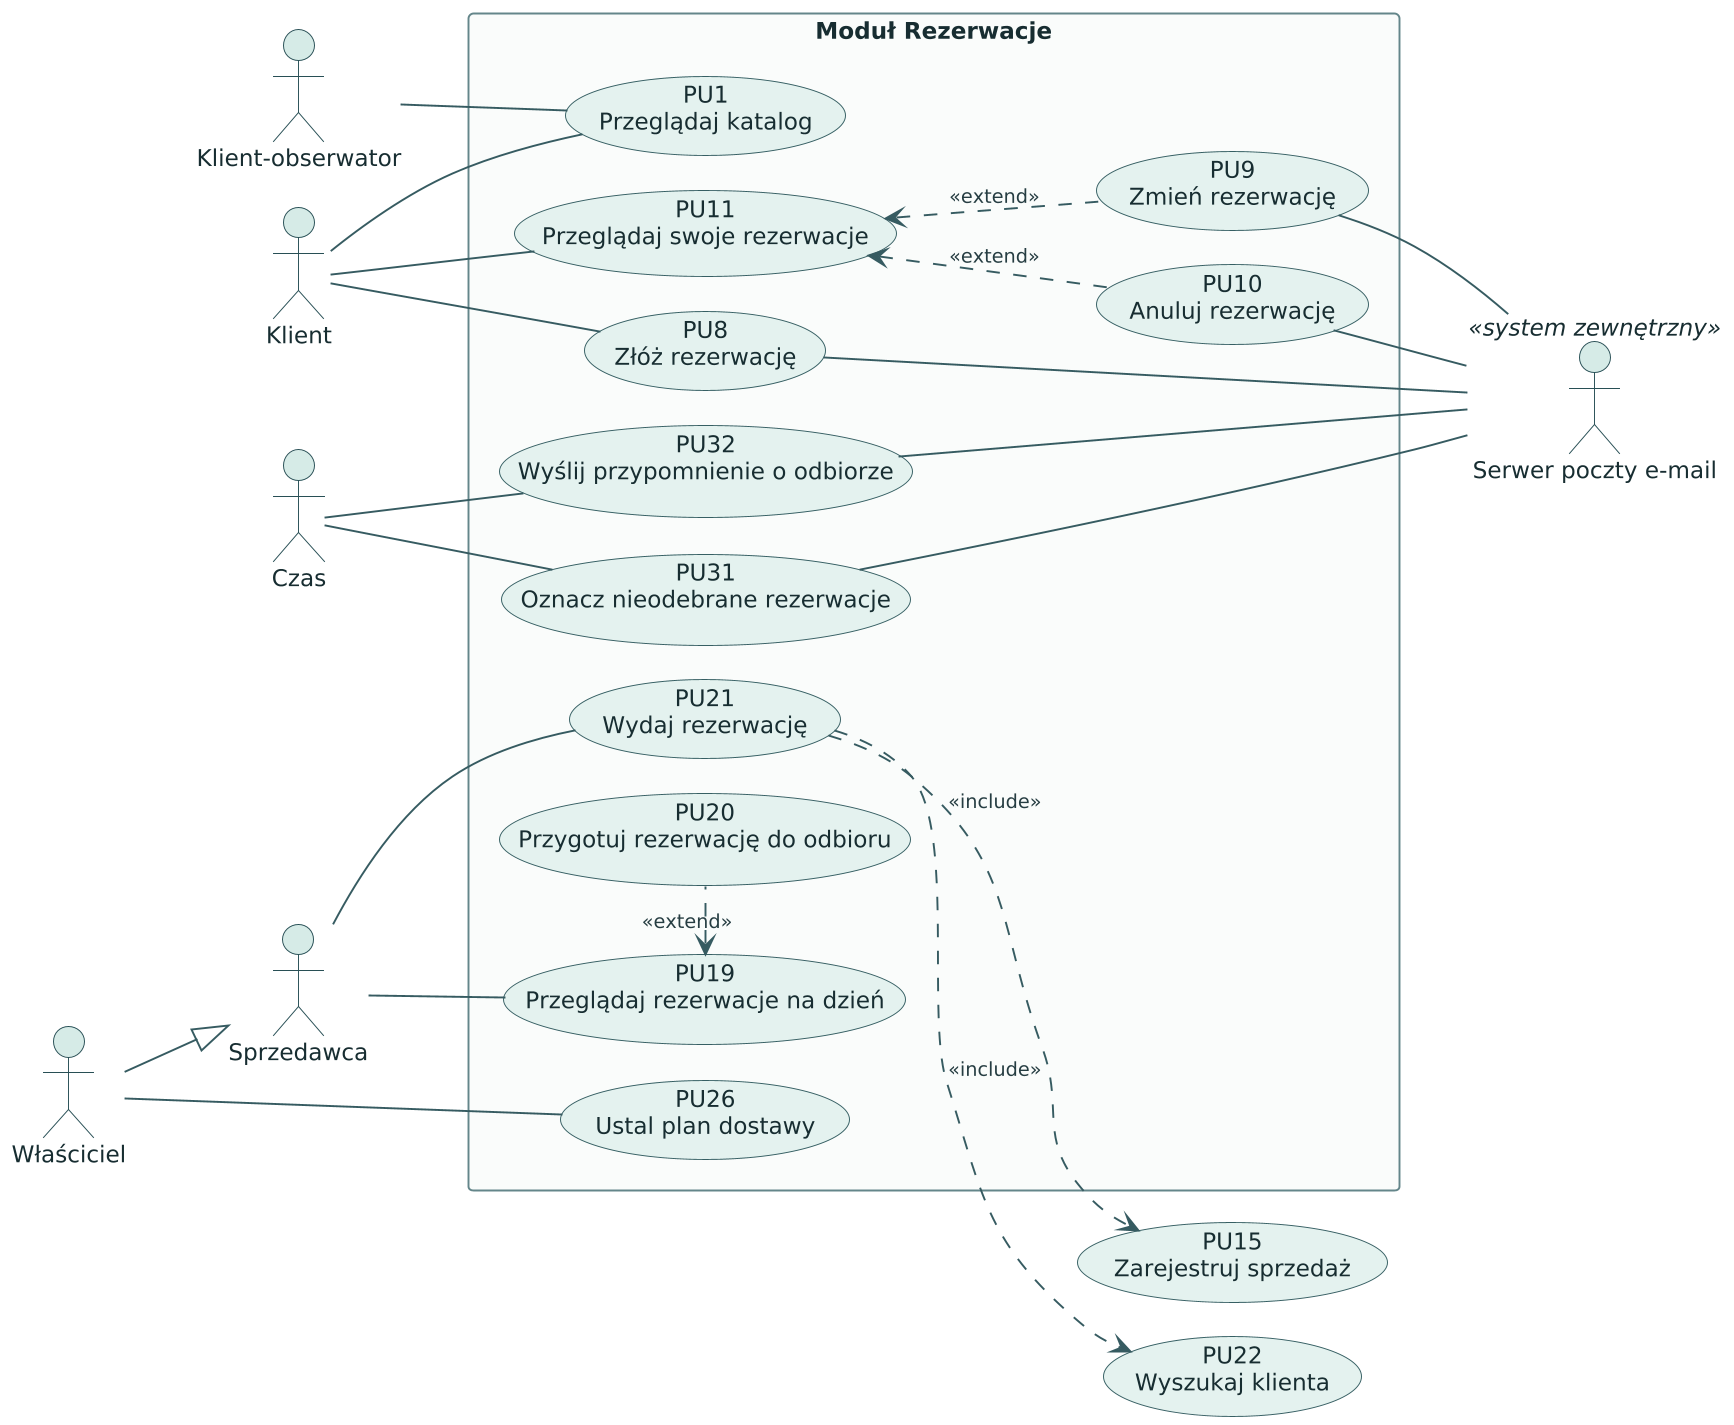 Moduł Rezerwacje
Klient-obserwator
PU1
Przeglądaj katalog
PU9
Zmień rezerwację
«extend»
PU11
Przeglądaj swoje rezerwacje
«extend»
PU10
Anuluj rezerwację
Klient
PU8
Złóż rezerwację
«system zewnętrzny»
Serwer poczty e-mail
PU32
Wyślij przypomnienie o odbiorze
Czas
PU31
Oznacz nieodebrane rezerwacje
PU21
Wydaj rezerwację
«include»
PU20
Przygotuj rezerwację do odbioru
«extend»
PU19
Przeglądaj rezerwacje na dzień
Sprzedawca
«include»
PU26
Ustal plan dostawy
Właściciel
PU15
Zarejestruj sprzedaż
PU22
Wyszukaj klienta